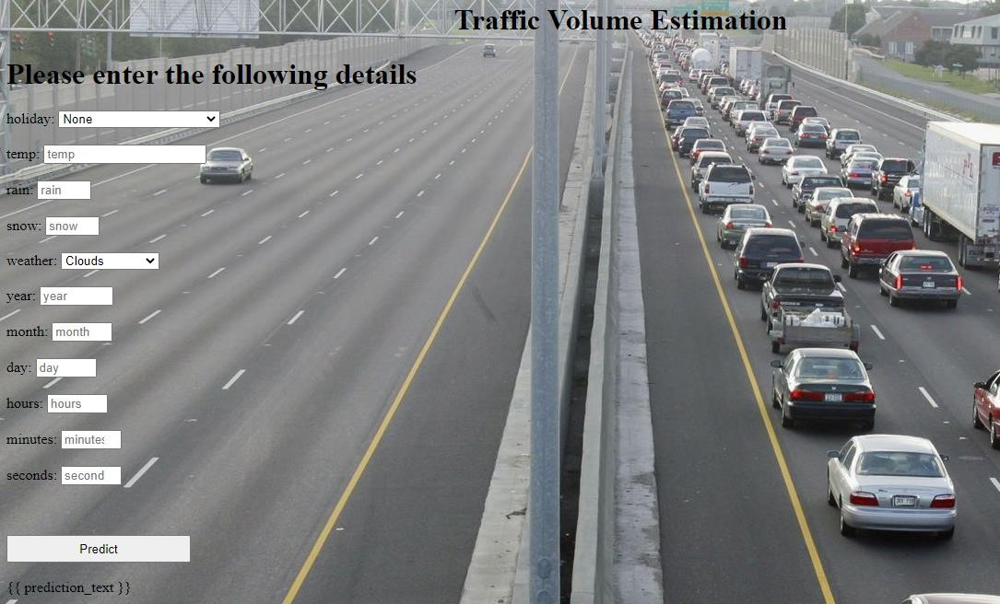 Traffic Volume Estimation
Please enter the following details
holiday: None
temp: temp
rain: rain
snow: snow
weather: Clouds
year: year
month: month
day: day
hours: hours
minutes: minutes
seconds: second
Predict
{{ prediction_text }}